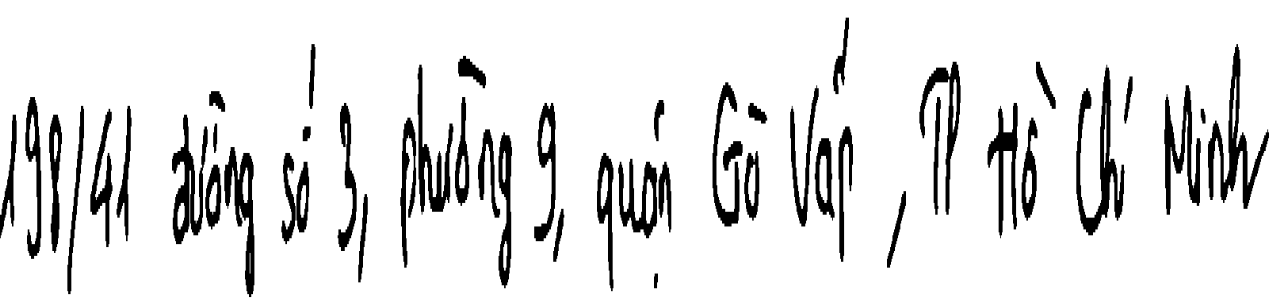 198/41 đường số 3, phường 9, quận Gò Vấp, TP Hồ Chí Minh